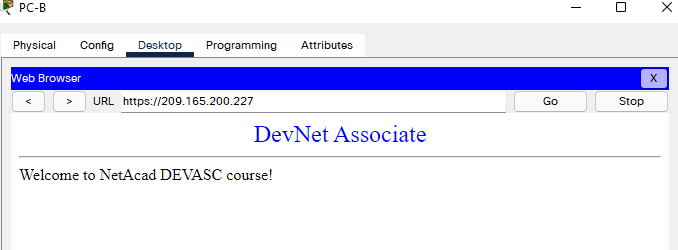 PC-B
Physical Config Desktop Programming Attributes
Web Browser X
< > URL https://209.165.200.227 Go Stop
DevNet Associate
Welcome to NetAcad DEVASC course!